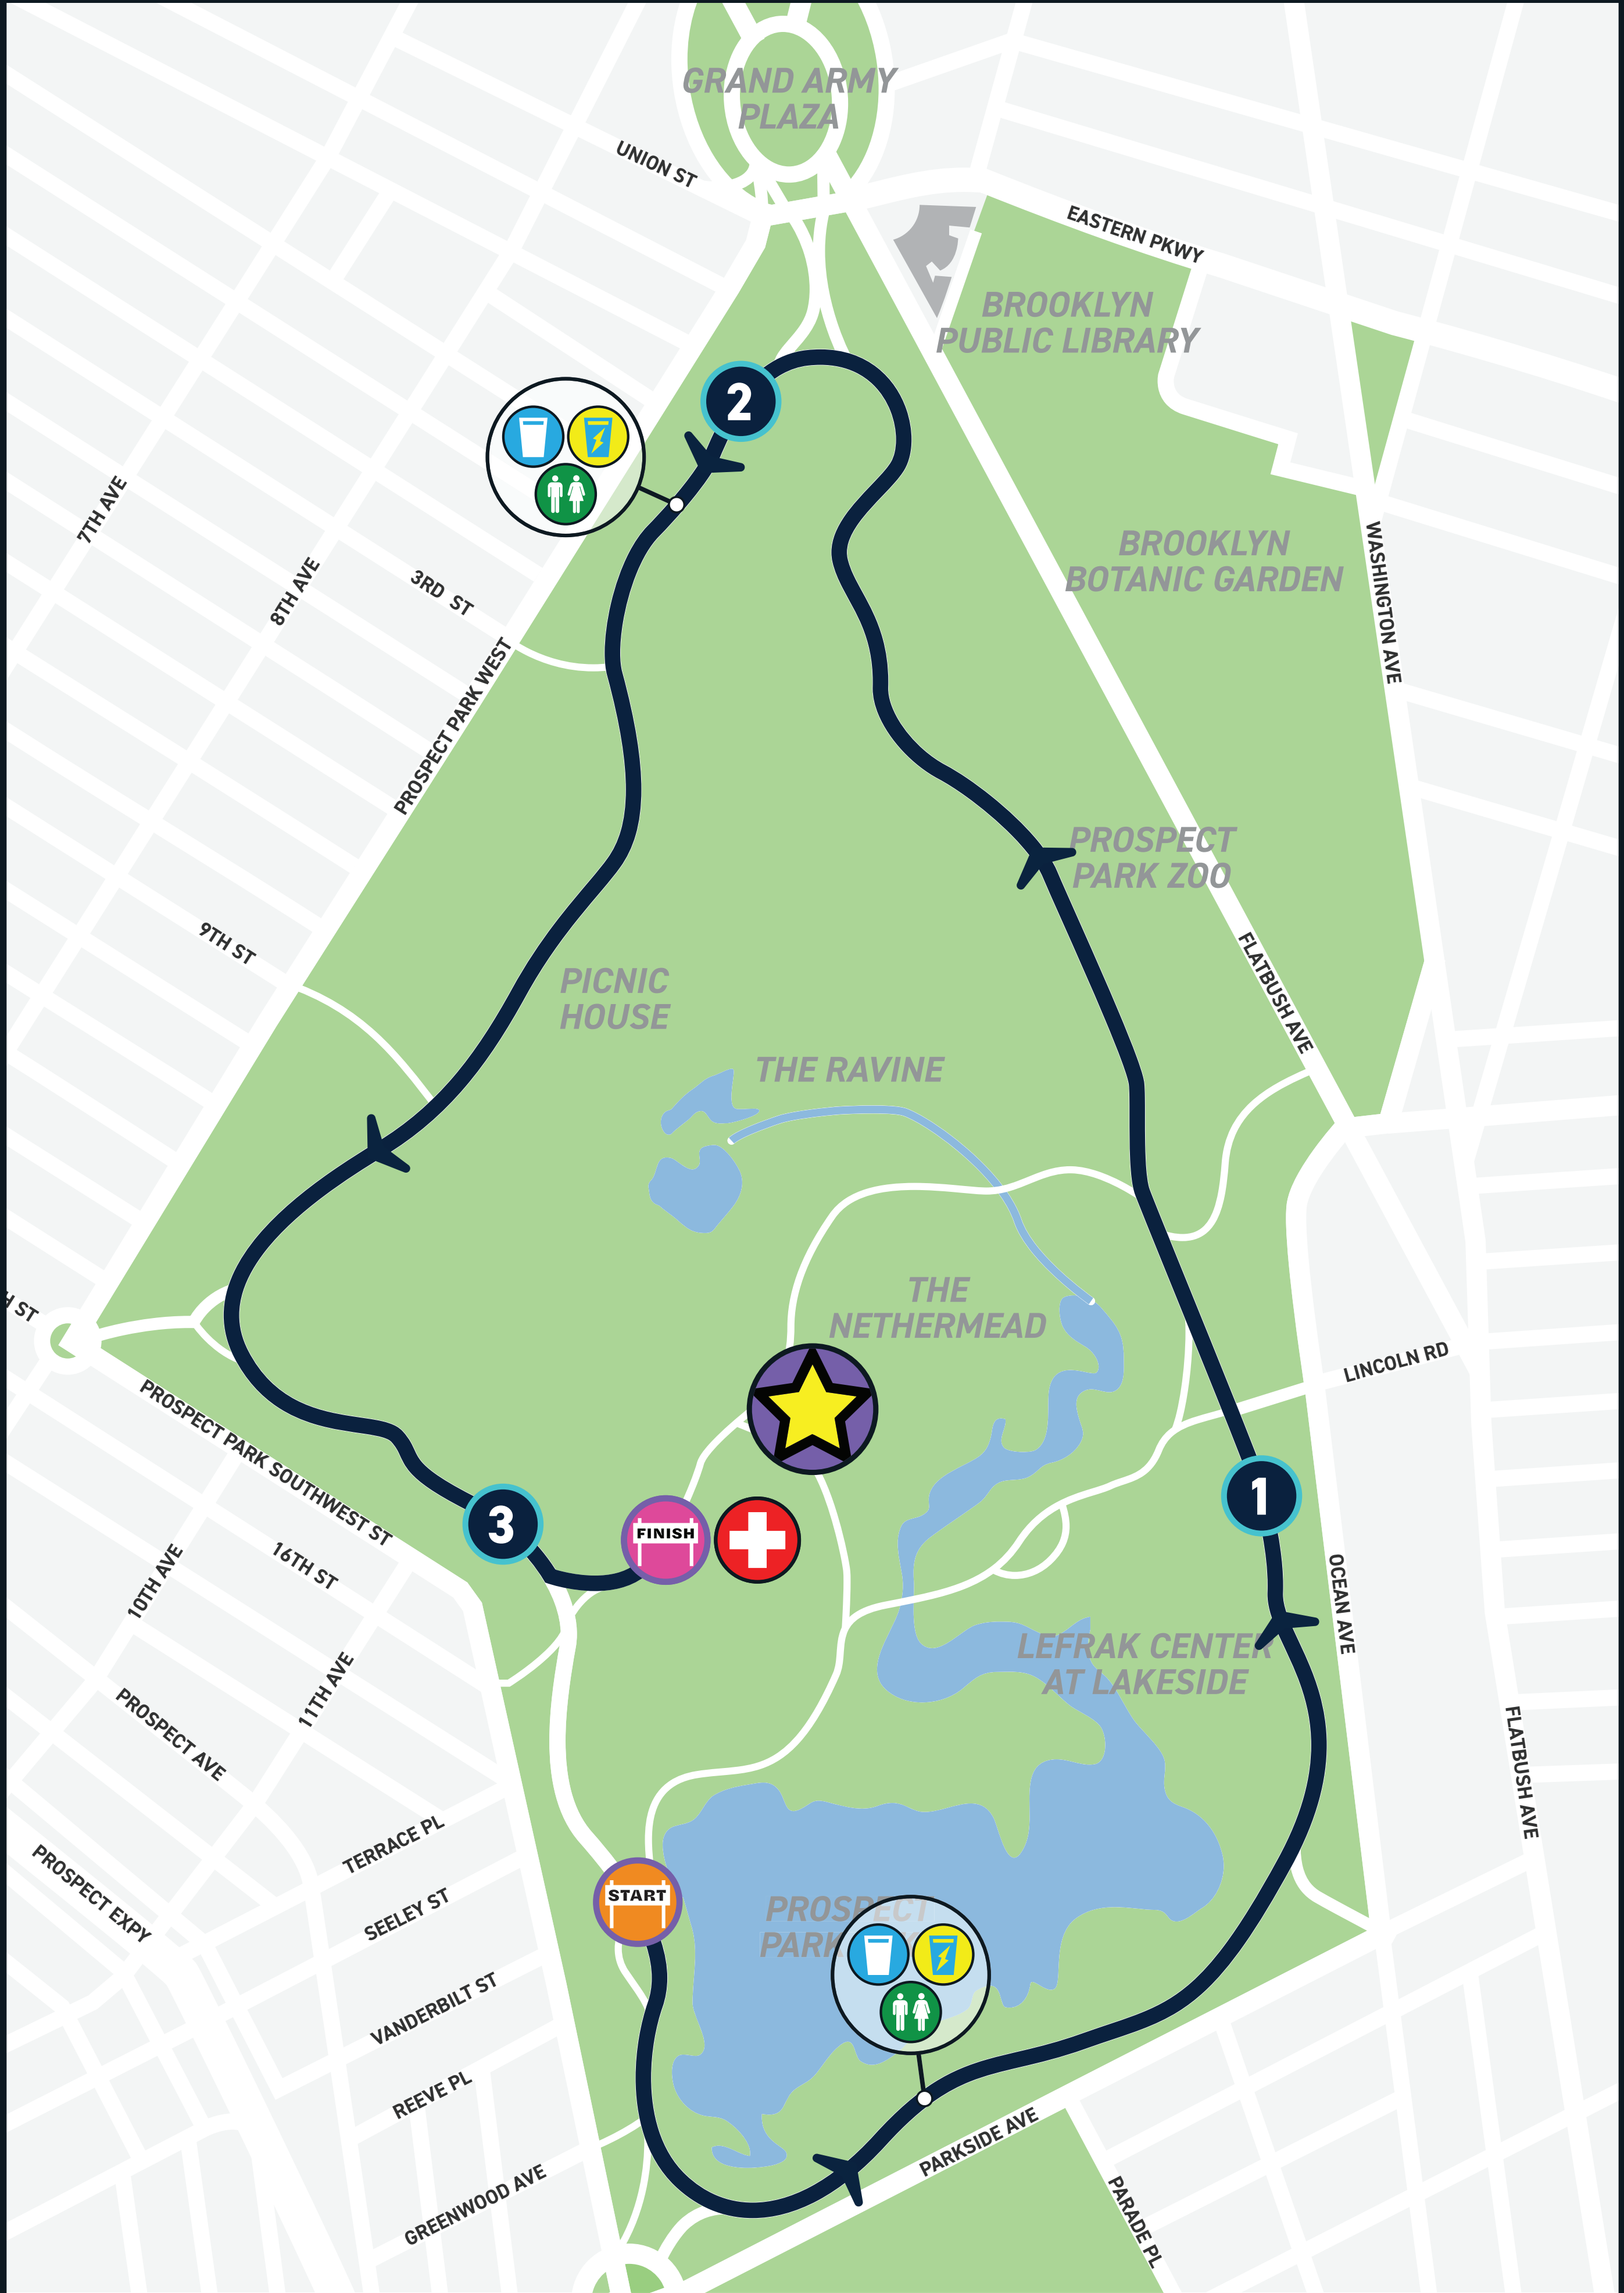 GRAND ARMY
PLAZA
UNION ST
EASTERN PKWY
BROOKLYN
PUBLIC LIBRARY
2
7TH AVE
8TH AVE
3RD ST
BROOKLYN
BOTANIC GARDEN
WASHINGTON AVE
PROSPECT PARK WEST
PROSPECT
PARK ZOO
9TH ST
FLATBUSH AVE
PICNIC
HOUSE
THE RAVINE
THE
NETHERMEAD
H ST
LINCOLN RD
PROSPECT PARK SOUTHWEST ST
1
3
FINISH
16TH ST
10TH AVE
OCEAN AVE
LEFRAK CENTER
AT LAKESIDE
11TH AVE
PROSPECT AVE
FLATBUSH AVE
TERRACE PL
PROSPECT EXPY
SEELEY ST
START
PROSPECT
PARK
VANDERBILT ST
REEVE PL
PARKSIDE AVE
GREENWOOD AVE
PARADE PL